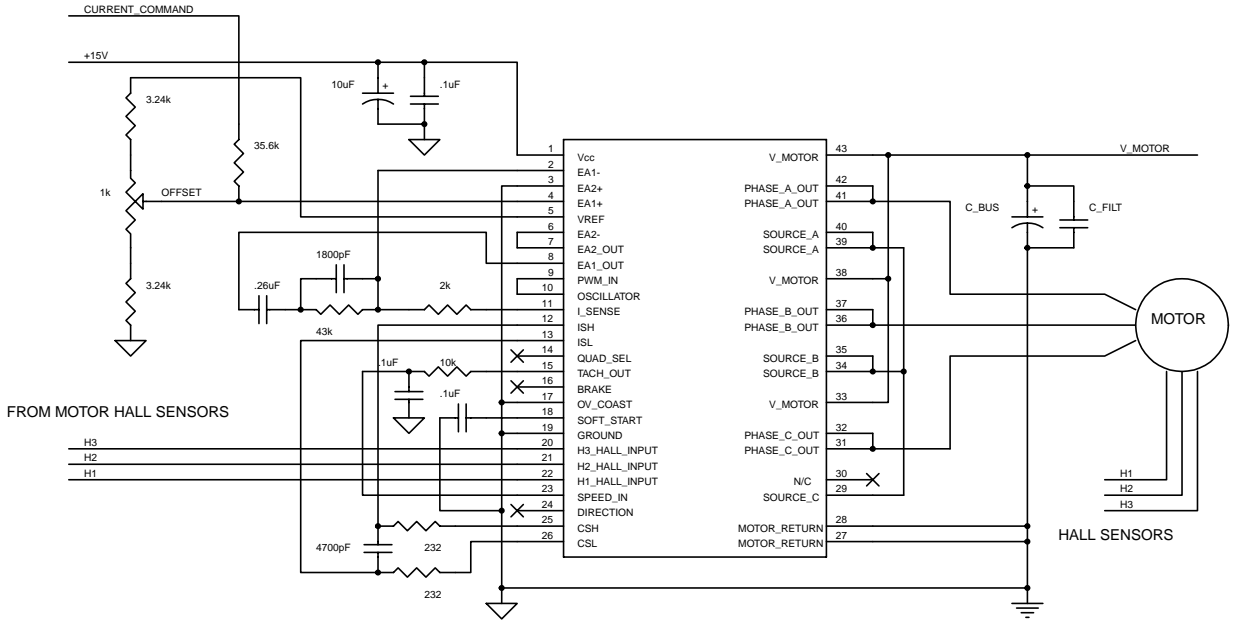 CURRENT_COMMAND
+15V
10uF
+
.1uF
3.24k
35.6k
1k
OFFSET
3.24k
1800pF
.26uF
2k
43k
.1uF
10k
.1uF
FROM MOTOR HALL SENSORS
H3
H2
H1
4700pF
232
232
1 Vcc
2 EA1-
3 EA2+
4 EA1+
5 VREF
6 EA2-
7 EA2_OUT
8 EA1_OUT
9 PWM_IN
10 OSCILLATOR
11 I_SENSE
12 ISH
13 ISL
14 QUAD_SEL
15 TACH_OUT
16 BRAKE
17 OV_COAST
18 SOFT_START
19 GROUND
20 H3_HALL_INPUT
21 H2_HALL_INPUT
22 H1_HALL_INPUT
23 SPEED_IN
24 DIRECTION
25 CSH
26 CSL
V_MOTOR 43
PHASE_A_OUT 42
PHASE_A_OUT 41
SOURCE_A 40
SOURCE_A 39
V_MOTOR 38
PHASE_B_OUT 37
PHASE_B_OUT 36
SOURCE_B 35
SOURCE_B 34
V_MOTOR 33
PHASE_C_OUT 32
PHASE_C_OUT 31
N/C 30
SOURCE_C 29
MOTOR_RETURN 28
MOTOR_RETURN 27
V_MOTOR
C_BUS
+
C_FILT
MOTOR
H1
H2
H3
HALL SENSORS